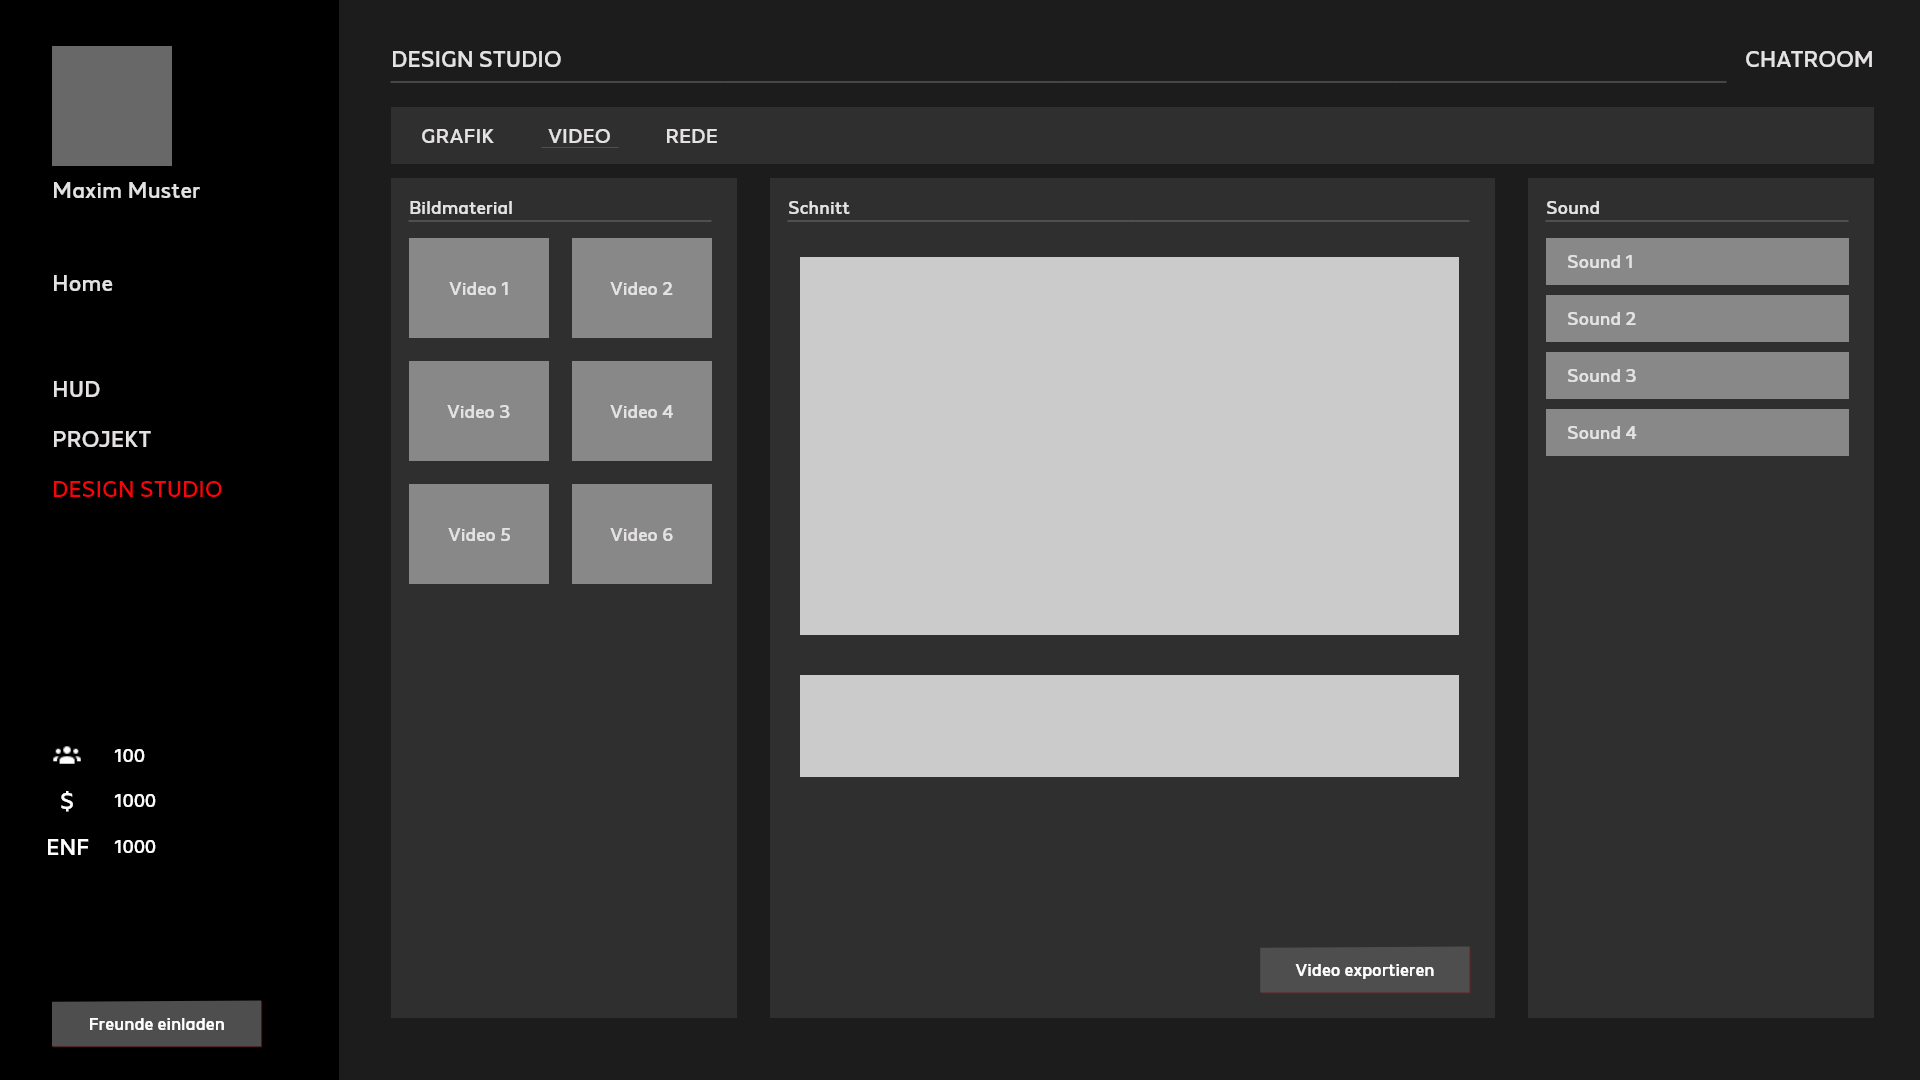 Maxim Muster
Home
HUD
PROJEKT
DESIGN STUDIO
100
$ 1000
ENF 1000
Freunde einladen
DESIGN STUDIO
CHATROOM
GRAFIK VIDEO REDE
Bildmaterial
Video 1 Video 2
Video 3 Video 4
Video 5 Video 6
Schnitt
Video exportieren
Sound
Sound 1
Sound 2
Sound 3
Sound 4